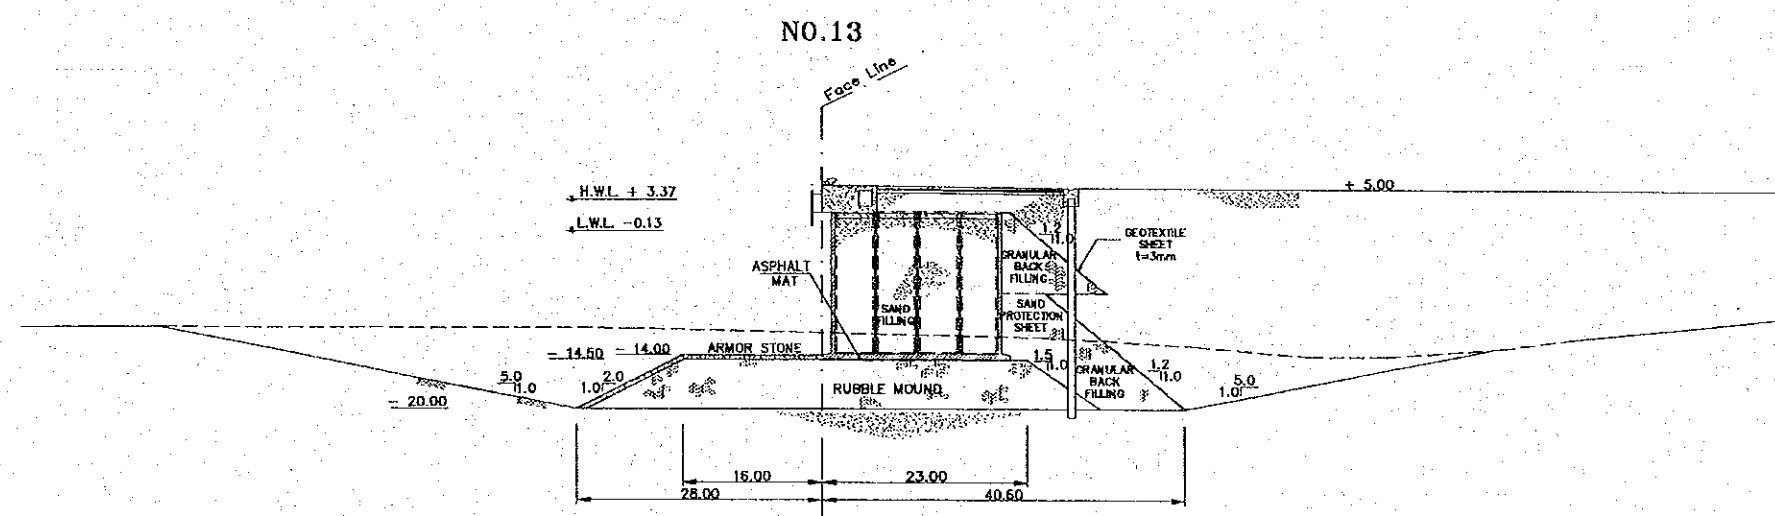 NO.13
Face Line
H.W.L. + 3.37
+ 5.00
L.W.L. -0.13
1.2
1.0
GEOTEXTILE
SHEET
t=3mm
ASPHALT
MAT
GRANULAR
BACK
FILLING
SAND
FILLING
SAND
PROTECTION
SHEET
- 14.50
- 14.00
ARMOR STONE
1.5
1.0
5.0
1.0
2.0
1.0
RUBBLE MOUND
GRANULAR
BACK
FILLING
1.2
1.0
5.0
1.0
- 20.00
16.00
23.00
28.00
40.60